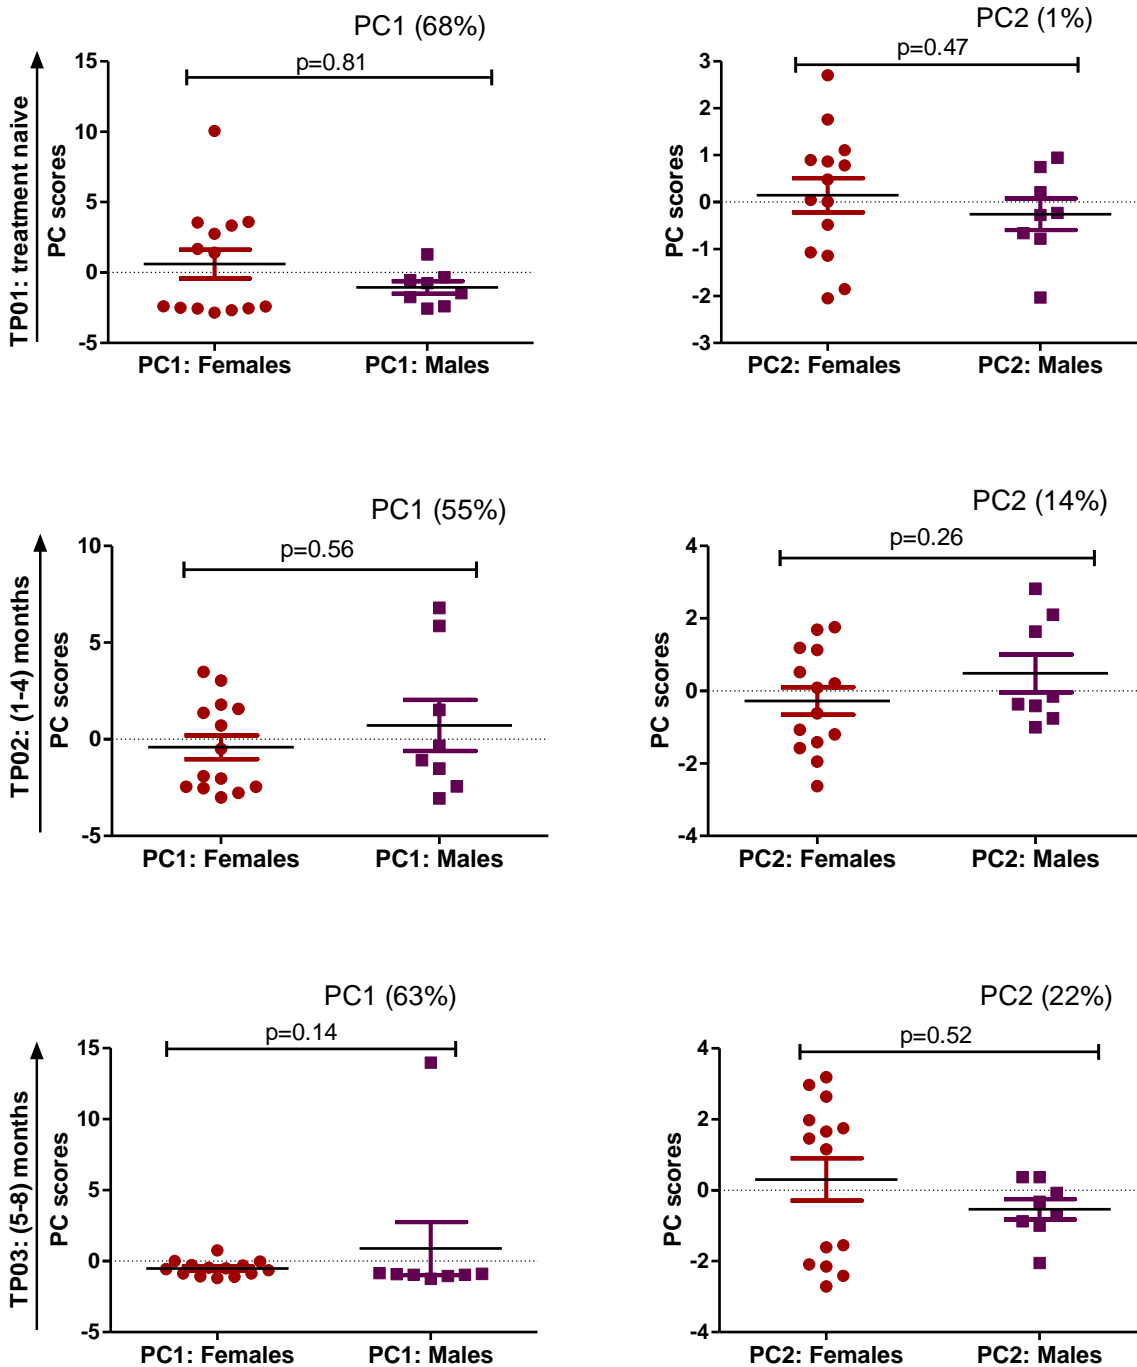 PC1 (68%)
p=0.81
TP01: treatment naive
PC scores
15
10
5
0
-5
PC1: Females
PC1: Males
PC2 (1%)
p=0.47
PC scores
3
2
1
0
-1
-2
-3
PC2: Females
PC2: Males
PC1 (55%)
p=0.56
TP02: (1-4) months
PC scores
10
5
0
-5
PC1: Females
PC1: Males
PC2 (14%)
p=0.26
PC scores
4
2
0
-2
-4
PC2: Females
PC2: Males
PC1 (63%)
p=0.14
TP03: (5-8) months
PC scores
15
10
5
0
-5
PC1: Females
PC1: Males
PC2 (22%)
p=0.52
PC scores
4
2
0
-2
-4
PC2: Females
PC2: Males